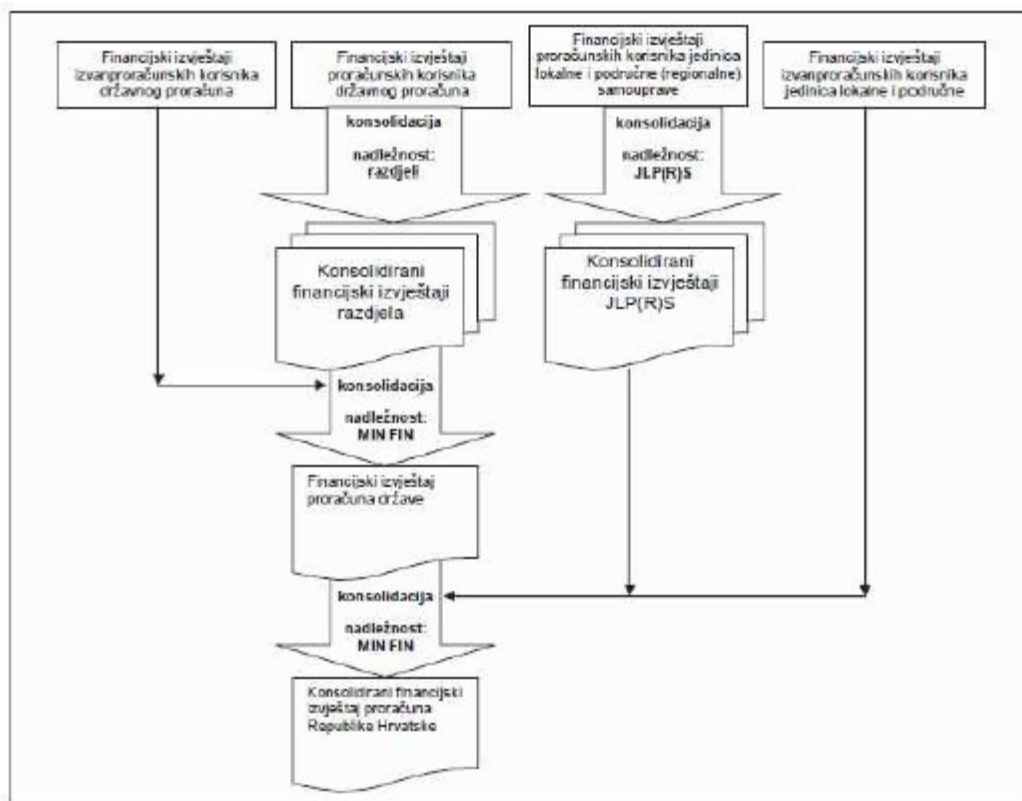 Financijski izvještaji
izvanproračunskih korisnika
državnog proračuna
Financijski izvještaji
proračunskih korisnika
državnog proračuna
Financijski izvještaji
proračunskih korisnika jedinica
lokalne i područne (regionalne)
samouprave
Financijski izvještaji
izvanproračunskih korisnika
jedinica lokalne i područne
konsolidacija
nadležnost:
razdjeli
konsolidacija
nadležnost:
JLP(R)S
Konsolidirani
financijski izvještaji
razdjela
Konsolidirani
financijski izvještaji
JLP(R)S
konsolidacija
nadležnost:
MIN FIN
Financijski izvještaj
proračuna države
konsolidacija
nadležnost:
MIN FIN
Konsolidirani financijski
izvještaj proračuna
Republike Hrvatske